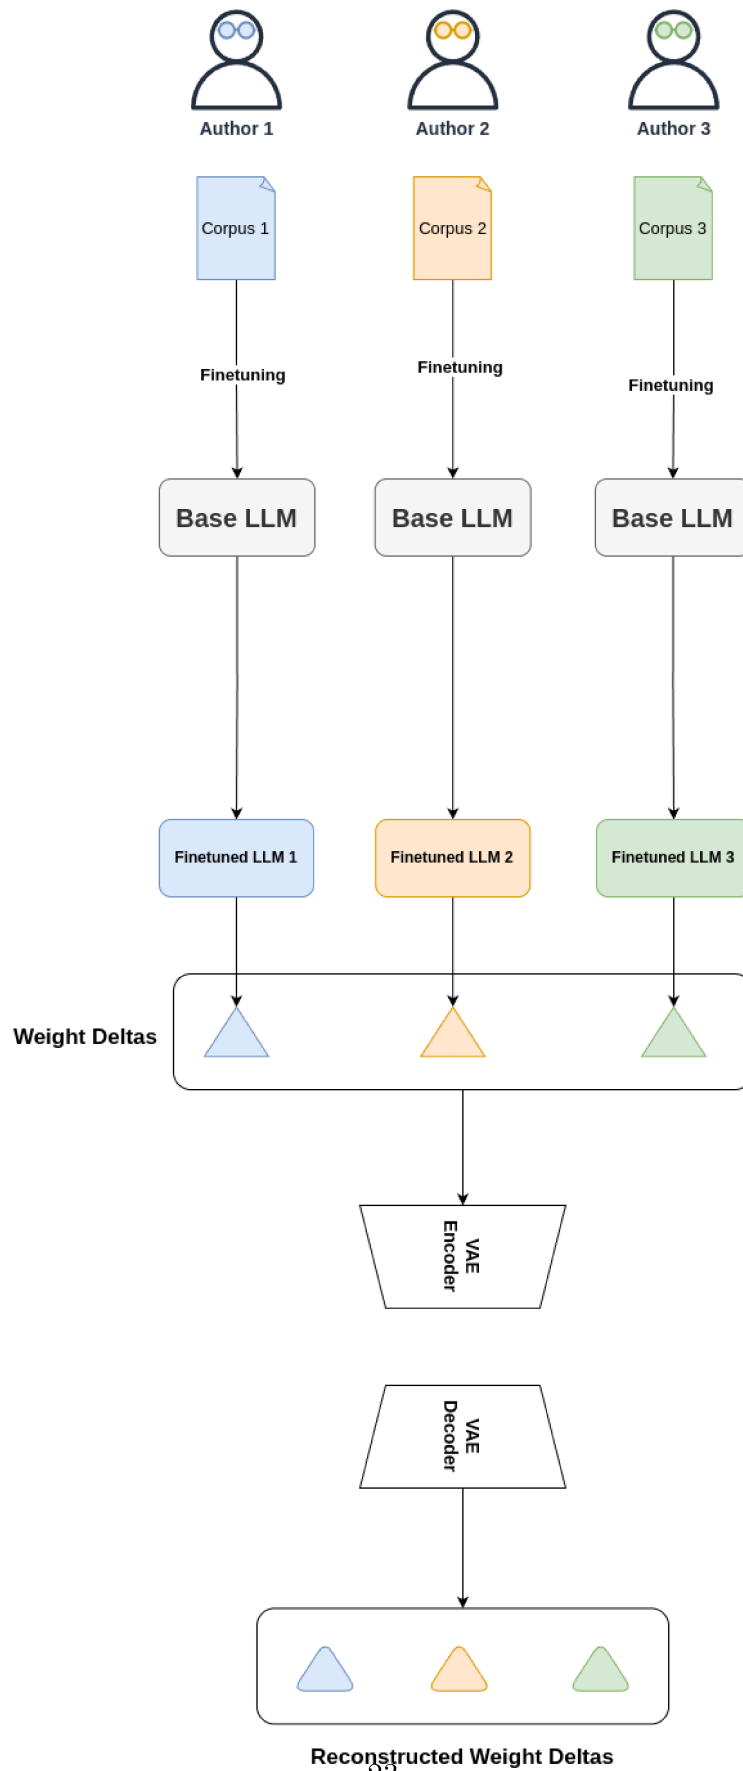 Author 1
Author 2
Author 3
Corpus 1
Corpus 2
Corpus 3
Finetuning
Finetuning
Finetuning
Base LLM
Base LLM
Base LLM
Finetuned LLM 1
Finetuned LLM 2
Finetuned LLM 3
Weight Deltas
VAE
Encoder
VAE
Decoder
Reconstructed Weight Deltas